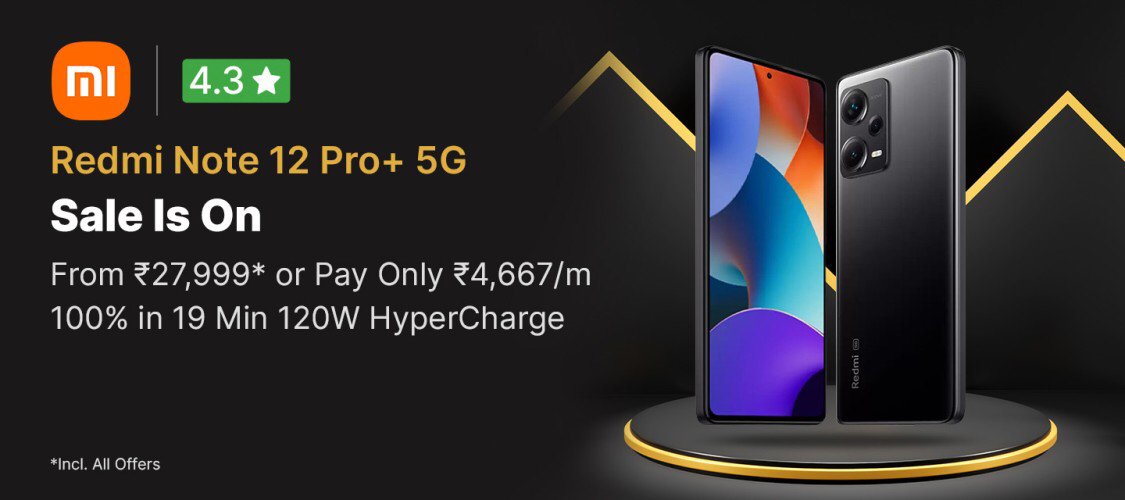 mi
4.3 ★
Redmi Note 12 Pro+ 5G
Sale Is On
From ₹27,999* or Pay Only ₹4,667/m
100% in 19 Min 120W HyperCharge
*Incl. All Offers
Redmi 5G